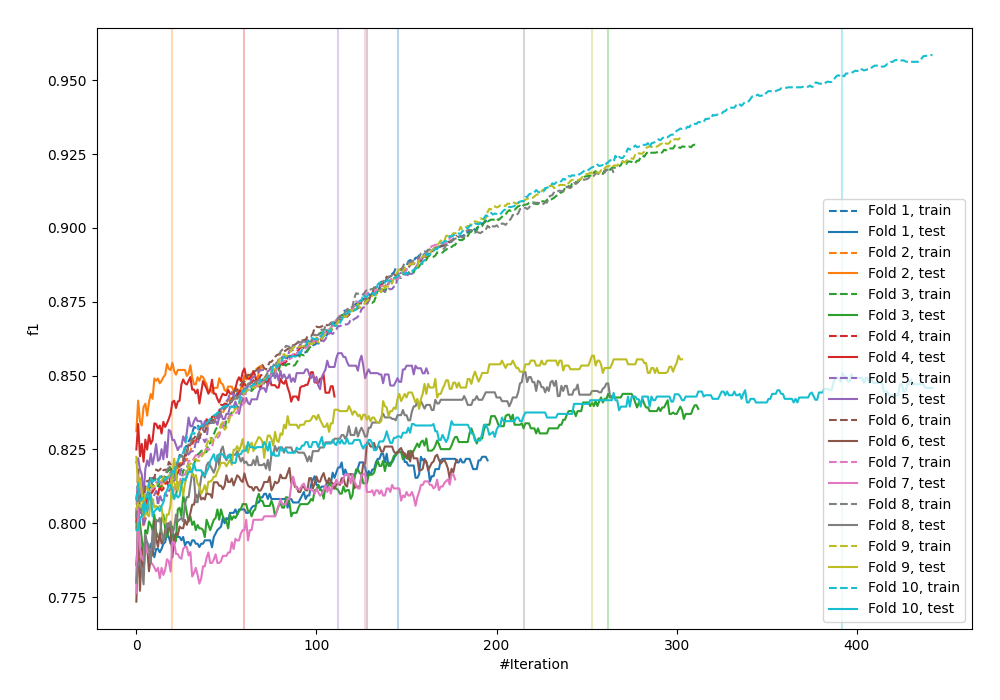 0.950
0.925
0.900
0.875
0.850
0.825
0.800
0.775
f1
0
100
200
300
400
#Iteration
Fold 1, train
Fold 1, test
Fold 2, train
Fold 2, test
Fold 3, train
Fold 3, test
Fold 4, train
Fold 4, test
Fold 5, train
Fold 5, test
Fold 6, train
Fold 6, test
Fold 7, train
Fold 7, test
Fold 8, train
Fold 8, test
Fold 9, train
Fold 9, test
Fold 10, train
Fold 10, test